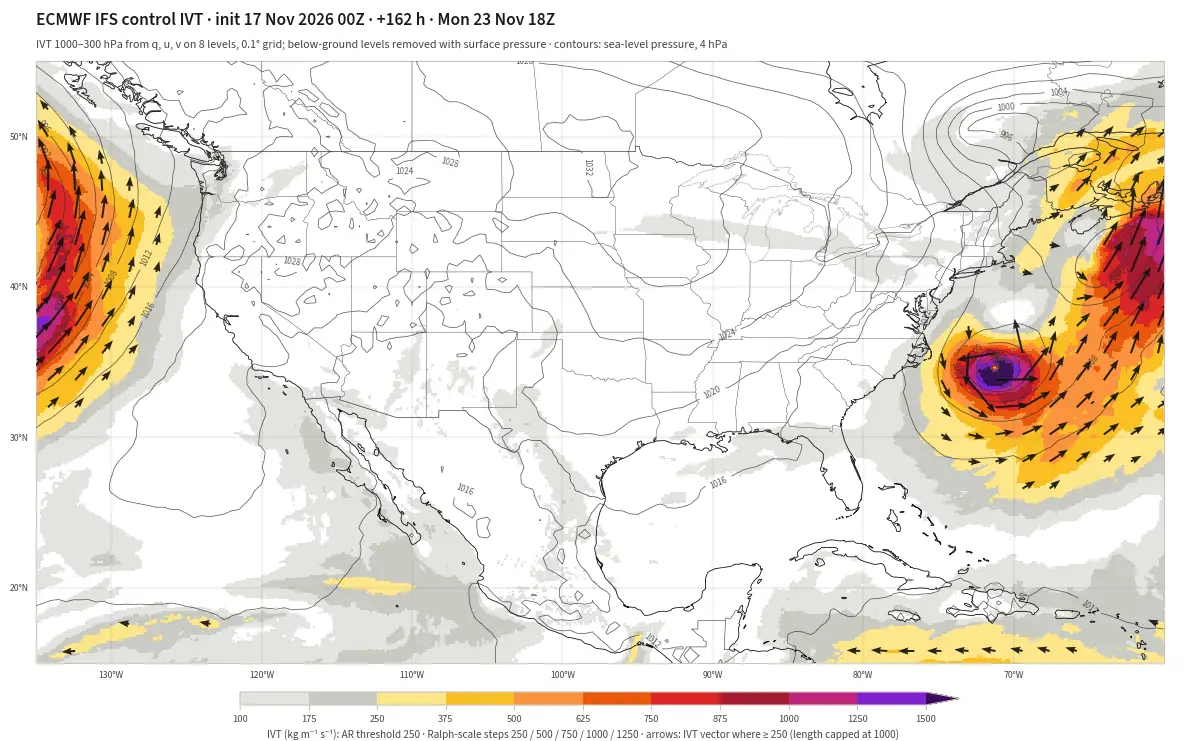 ECMWF IFS control IVT · init 17 Nov 2026 00Z · +162 h · Mon 23 Nov 18Z
IVT 1000–300 hPa from q, u, v on 8 levels, 0.1° grid; below-ground levels removed with surface pressure · contours: sea-level pressure, 4 hPa
1004
1000
996
50°N
1028
1024
1032
1012
1028
1008
40°N
1016
1024
1020
30°N
1016
1016
20°N
1012
1012
130°W 120°W 110°W 100°W 90°W 80°W 70°W
100 175 250 375 500 625 750 875 1000 1250 1500
IVT (kg m⁻¹ s⁻¹): AR threshold 250 · Ralph-scale steps 250 / 500 / 750 / 1000 / 1250 · arrows: IVT vector where ≥ 250 (length capped at 1000)